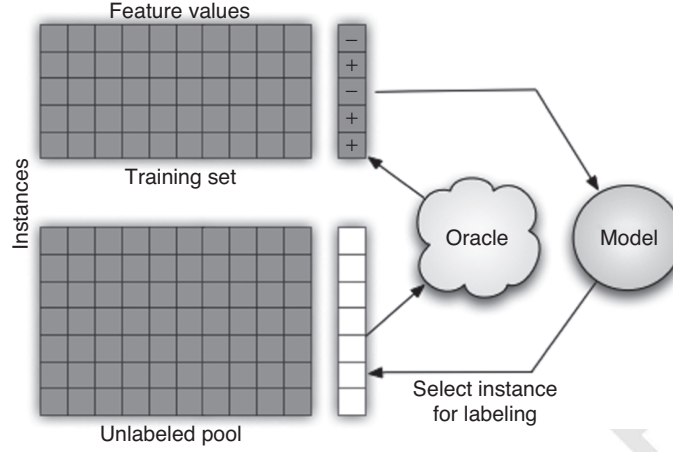 Feature values
−
+
−
+
+
Training set
Instances
Oracle
Model
Select instance
for labeling
Unlabeled pool